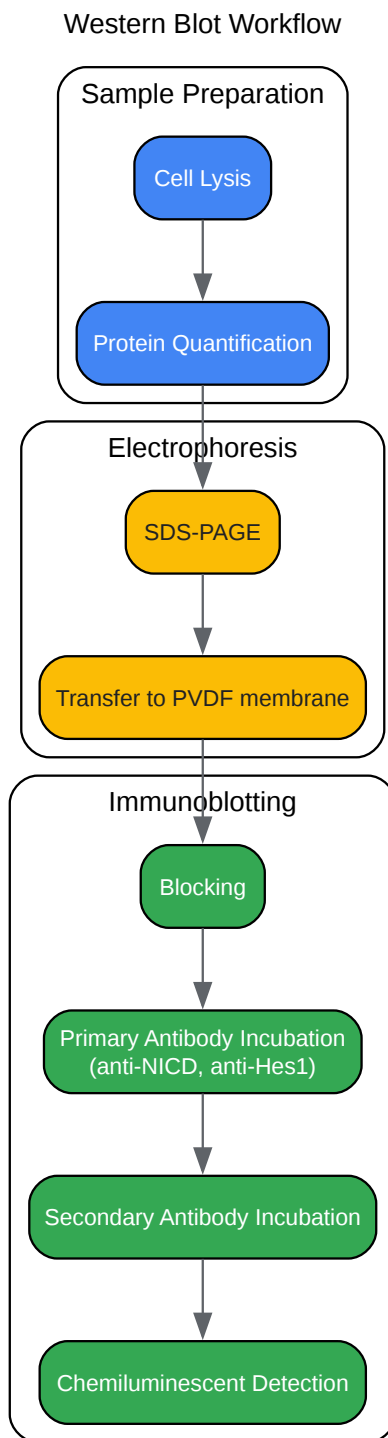 Western Blot Workflow
Sample Preparation
Cell Lysis
Protein Quantification
Electrophoresis
SDS-PAGE
Transfer to PVDF membrane
Immunoblotting
Blocking
Primary Antibody Incubation
(anti-NICD, anti-Hes1)
Secondary Antibody Incubation
Chemiluminescent Detection